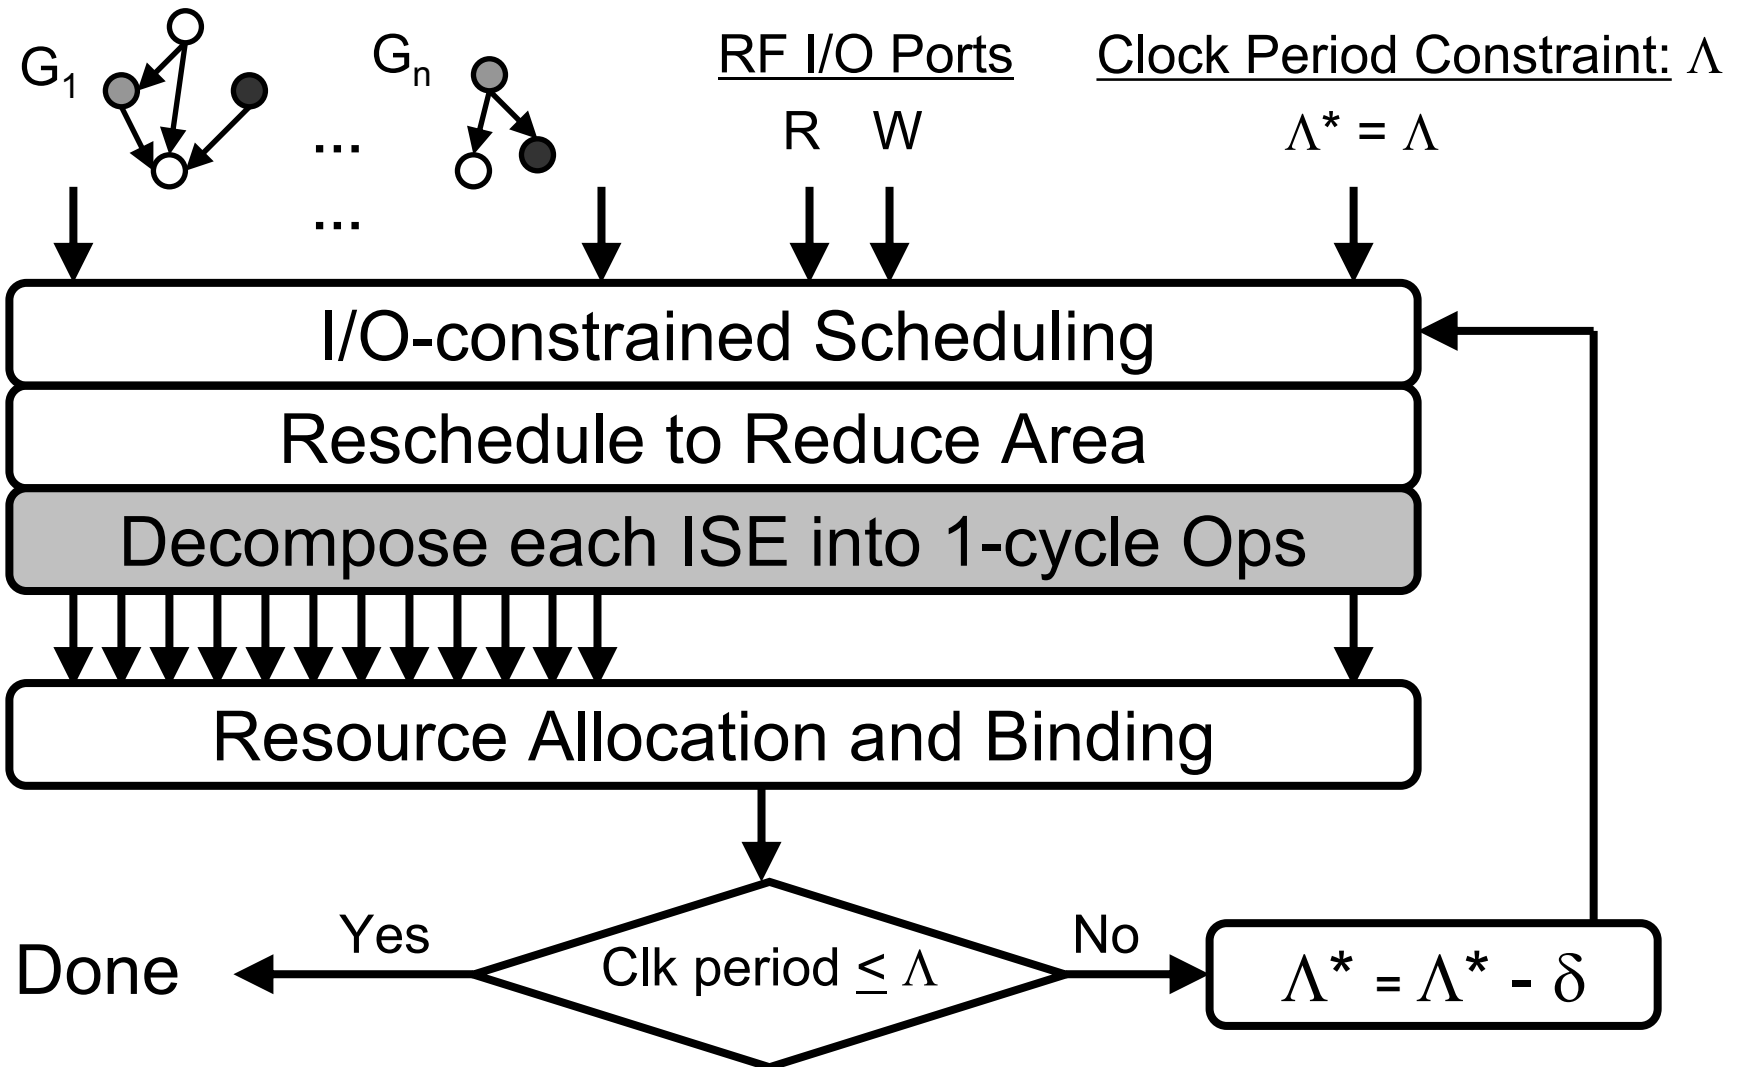 G1
Gn
RF I/O Ports
Clock Period Constraint: Λ
R W
Λ* = Λ
...
...
I/O-constrained Scheduling
Reschedule to Reduce Area
Decompose each ISE into 1-cycle Ops
Resource Allocation and Binding
Yes
No
Done
Clk period ≤ Λ
Λ* = Λ* - δ